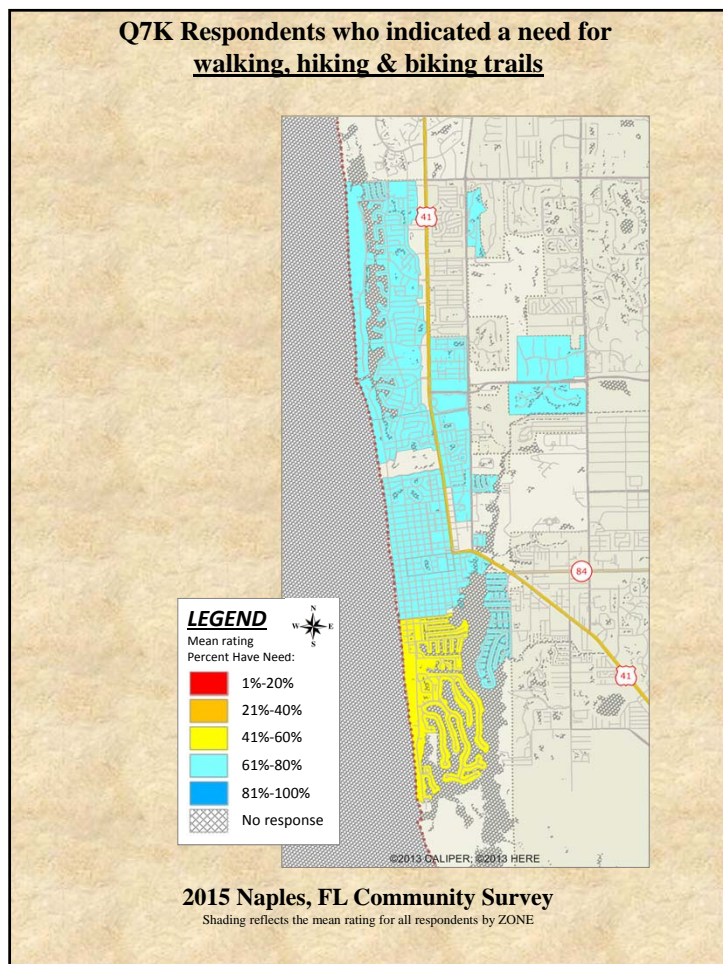 Q7K Respondents who indicated a need for
walking, hiking & biking trails
41
84
41
LEGEND
N
W E
S
Mean rating
Percent Have Need:
1%-20%
21%-40%
41%-60%
61%-80%
81%-100%
No response
©2013 CALIPER; ©2013 HERE
2015 Naples, FL Community Survey
Shading reflects the mean rating for all respondents by ZONE